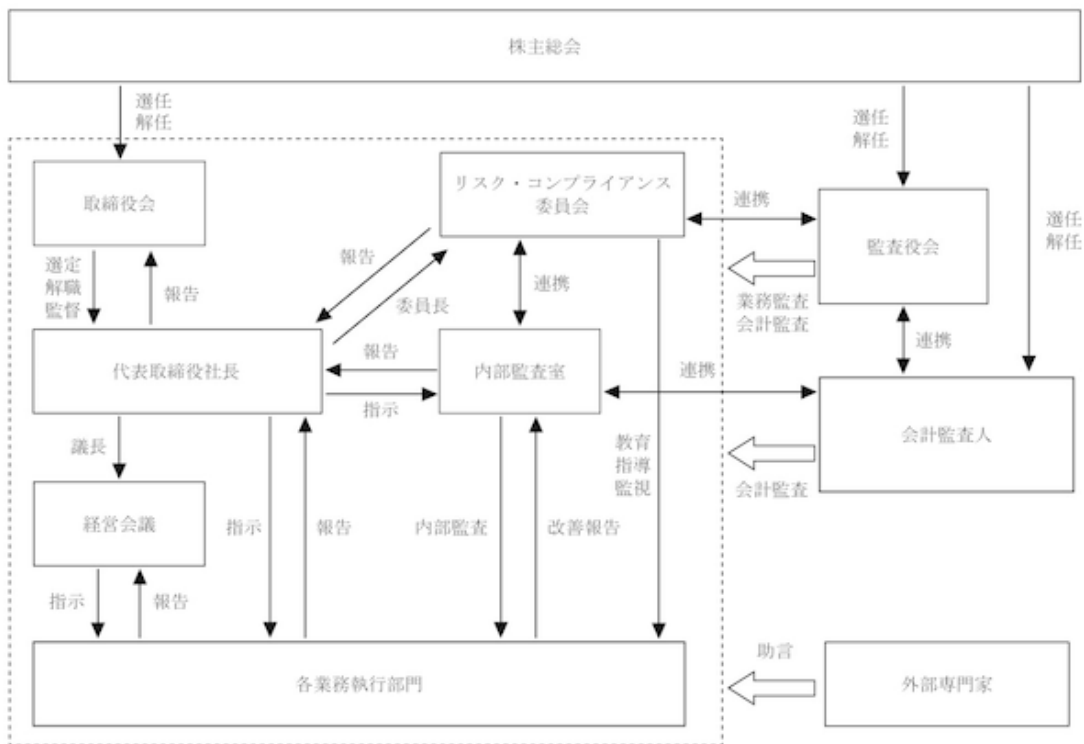 株主総会
選任
解任
選任
解任
選任
解任
取締役会
リスク・コンプライアンス
委員会
連携
監査役会
選定
解職
監督
報告
報告
委員長
連携
業務監査
会計監査
連携
代表取締役社長
報告
指示
内部監査室
連携
会計監査人
議長
教育
指導
監視
会計監査
経営会議
指示
報告
内部監査
改善報告
指示
報告
各業務執行部門
助言
外部専門家